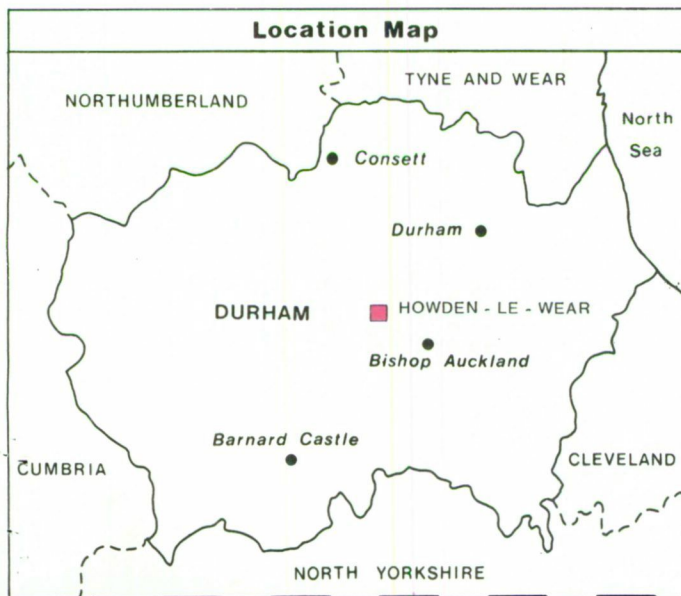 Location Map
TYNE AND WEAR
NORTHUMBERLAND
North
Sea
Consett
Durham
DURHAM
HOWDEN - LE - WEAR
Bishop Auckland
Barnard Castle
CUMBRIA
CLEVELAND
NORTH YORKSHIRE